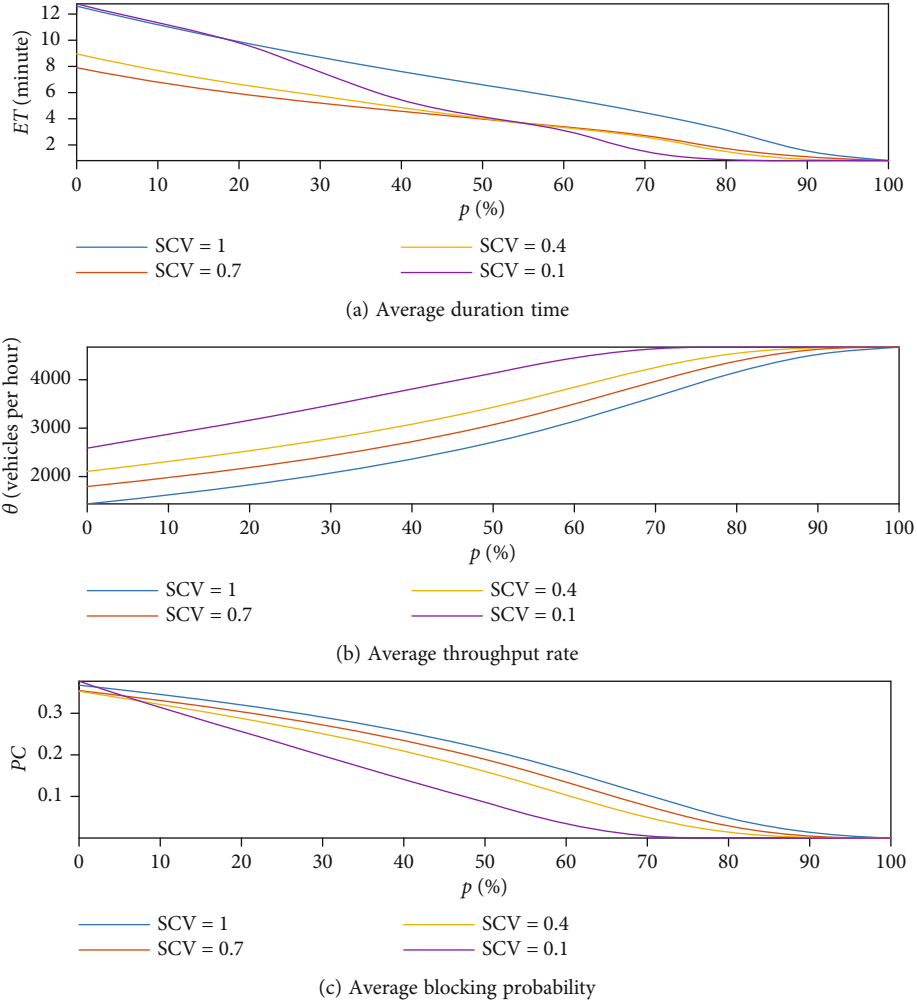 12
10
8
6
4
2
ET (minute)
0 10 20 30 40 50 60 70 80 90 100
p (%)
SCV = 1 SCV = 0.4
SCV = 0.7 SCV = 0.1
(a) Average duration time
4000
3000
2000
θ (vehicles per hour)
0 10 20 30 40 50 60 70 80 90 100
p (%)
SCV = 1 SCV = 0.4
SCV = 0.7 SCV = 0.1
(b) Average throughput rate
0.3
0.2
0.1
PC
0 10 20 30 40 50 60 70 80 90 100
p (%)
SCV = 1 SCV = 0.4
SCV = 0.7 SCV = 0.1
(c) Average blocking probability